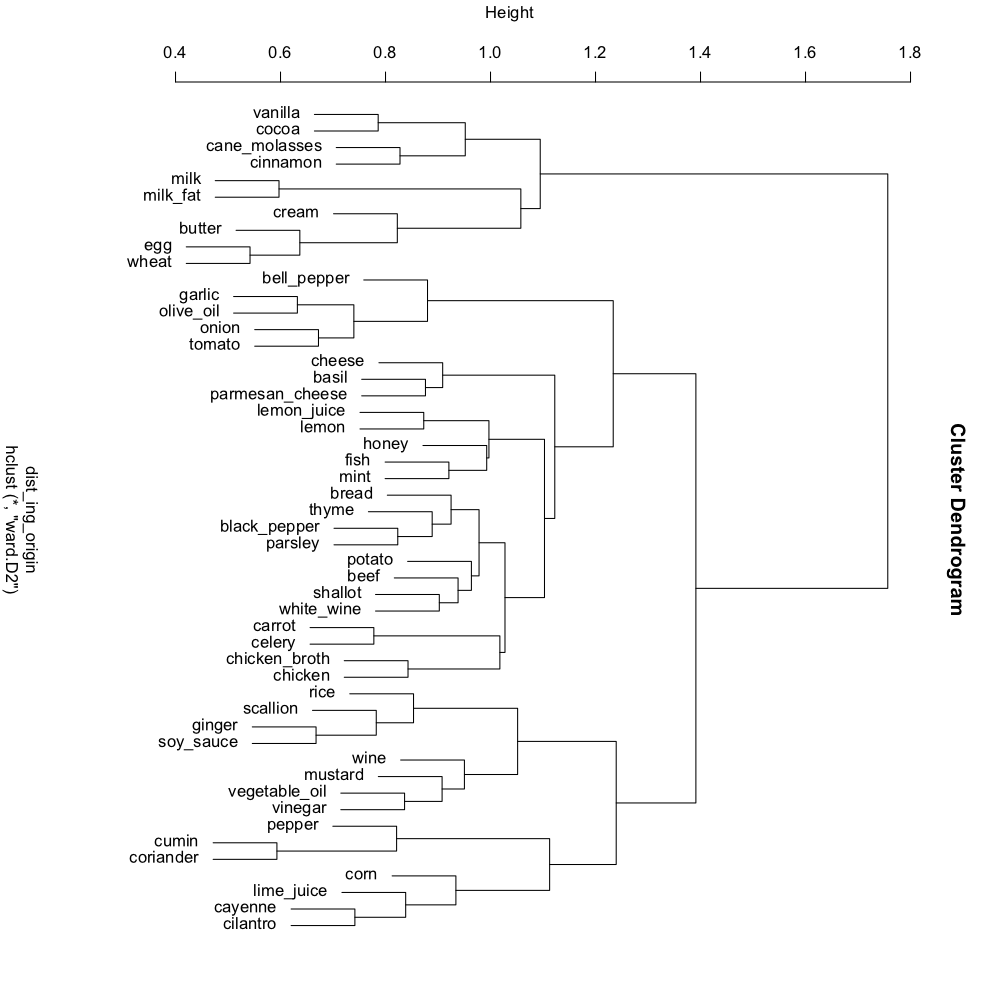 Height
0.4 0.6 0.8 1.0 1.2 1.4 1.6 1.8
vanilla
cocoa
cane_molasses
cinnamon
milk
milk_fat
cream
butter
egg
wheat
bell_pepper
garlic
olive_oil
onion
tomato
cheese
basil
parmesan_cheese
lemon_juice
lemon
honey
fish
mint
bread
thyme
black_pepper
parsley
potato
beef
shallot
white_wine
carrot
celery
chicken_broth
chicken
rice
scallion
ginger
soy_sauce
wine
mustard
vegetable_oil
vinegar
pepper
cumin
coriander
corn
lime_juice
cayenne
cilantro
Cluster Dendrogram
dist_ing_origin
hclust (*, "ward.D2")